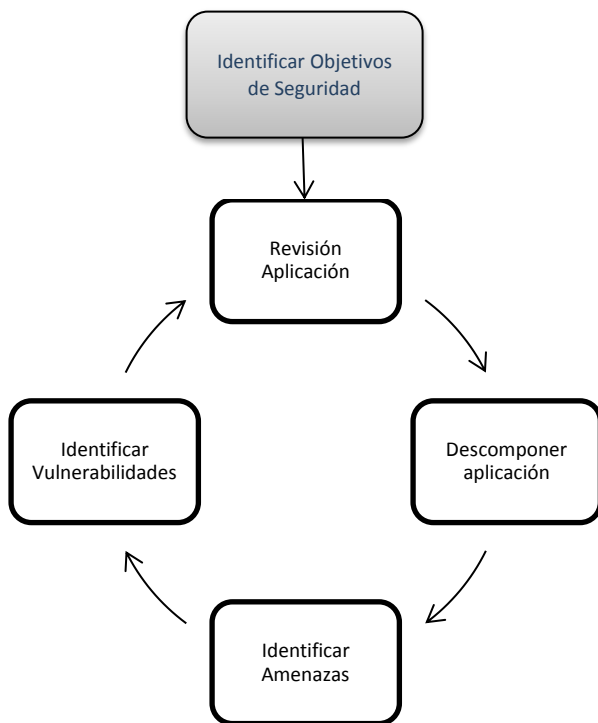 Identificar Objetivos
de Seguridad
Revisión
Aplicación
Identificar
Vulnerabilidades
Descomponer
aplicación
Identificar
Amenazas